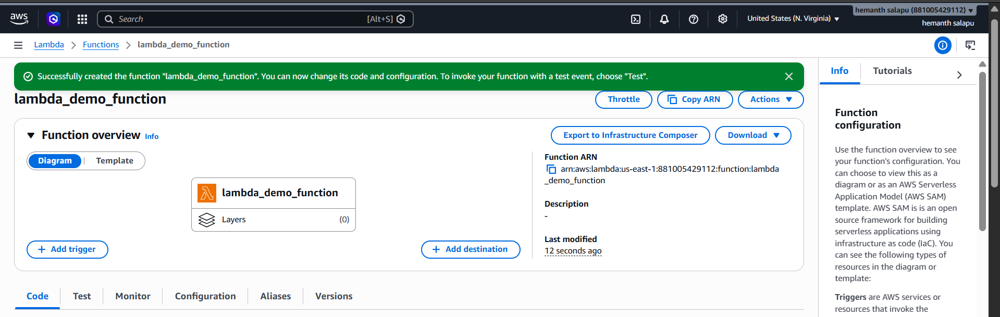 aws
Search
[Alt+S]
United States (N. Virginia)
hemanth salapu (881005429112)
hemanth salapu
Lambda
Functions
lambda_demo_function
Successfully created the function "lambda_demo_function". You can now change its code and configuration. To invoke your function with a test event, choose "Test".
lambda_demo_function
Throttle
Copy ARN
Actions
Function overview Info
Export to Infrastructure Composer
Download
Diagram
Template
lambda_demo_function
Layers
(0)
+ Add trigger
+ Add destination
Function ARN
arn:aws:lambda:us-east-1:881005429112:function:lambda
_demo_function
Description
-
Last modified
12 seconds ago
Code
Test
Monitor
Configuration
Aliases
Versions
Info
Tutorials
Function
configuration
Use the function overview to see
your function's configuration. You
can choose to view this as a
diagram or as an AWS Serverless
Application Model (AWS SAM)
template. AWS SAM is is an open
source framework for building
serverless applications using
infrastructure as code (IaC). You
can see the following types of
resources in the diagram or
template:
Triggers are AWS services or
resources that invoke the